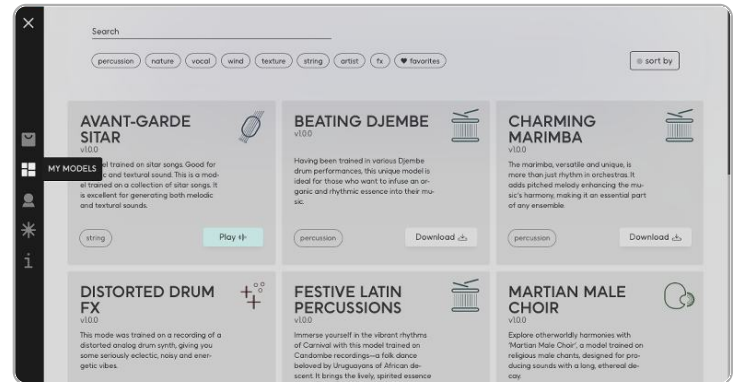 Search
percussion nature vocal wind texture string artist fx favorites
sort by
AVANT-GARDE
SITAR
v1.0.0
el trained on sitar songs. Good for
c and textural sound. This is a mod-
el trained on a collection of sitar songs. It
is excellent for generating both melodic
and textural sounds.
string
Play
BEATING DJEMBE
v1.0.0
Having been trained in various Djembe
drum performances, this unique model is
ideal for those who want to infuse an or-
ganic and rhythmic essence into their mu-
sic.
percussion
Download
CHARMING
MARIMBA
v1.0.0
The marimba, versatile and unique, is
more than just rhythm in orchestras. It
adds pitched melody enhancing the mu-
sic's harmony, making it an essential part
of any ensemble.
percussion
Download
MY MODELS
i
DISTORTED DRUM
FX
v1.0.0
This mode was trained on a recording of a
distorted analog drum synth, giving you
some seriously eclectic, noisy and ener-
getic vibes.
FESTIVE LATIN
PERCUSSIONS
v1.0.0
Immerse yourself in the vibrant rhythms
of Carnival with this model trained on
Candombe recordings—a folk dance
beloved by Uruguayans of African de-
scent. It brings the lively, spirited essence
MARTIAN MALE
CHOIR
v1.0.0
Explore otherworldly harmonies with
'Martian Male Choir', a model trained on
religious male chants, designed for pro-
ducing sounds with a long, ethereal de-
cay.